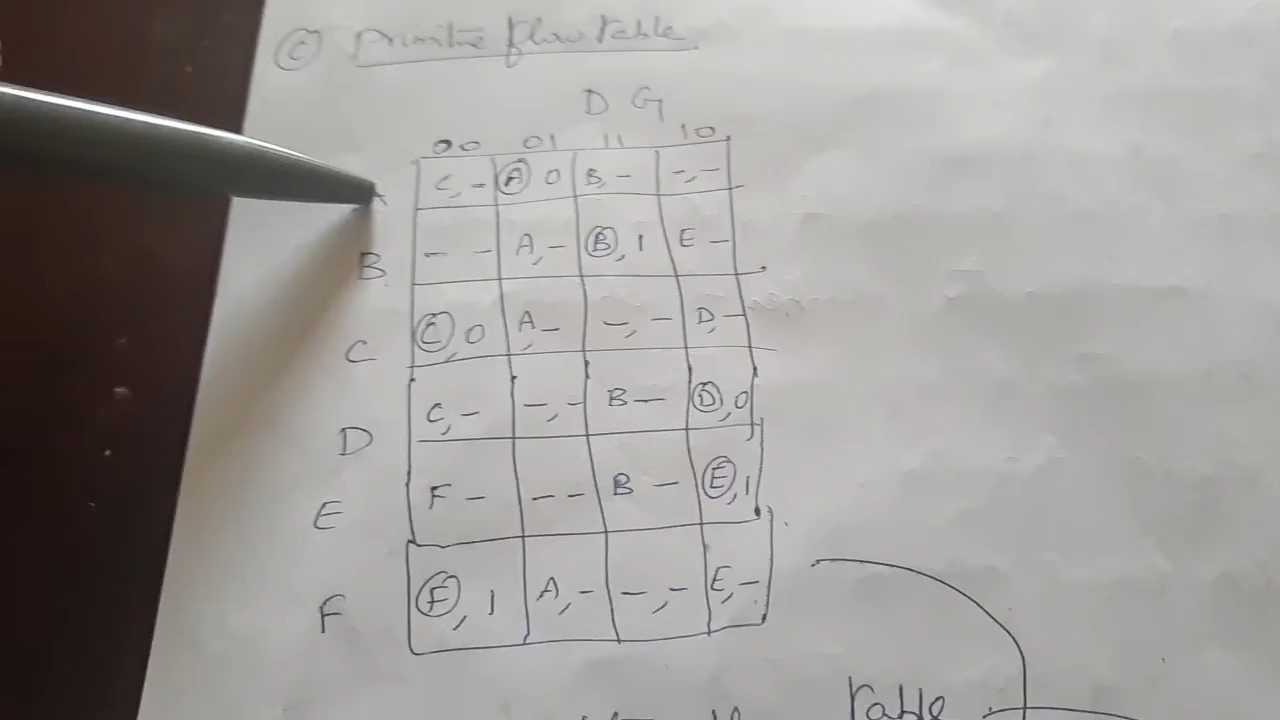 © Primitive flow table
D G
00 01 11 10
A C, - Ⓐ 0 B, - -, -
B - - A, - Ⓑ, 1 E -
C Ⓒ, 0 A, - -, - D, -
D C, - -, - B - Ⓓ, 0
E F - - - B - Ⓔ, 1
F Ⓕ, 1 A, - -, - E, -
Table